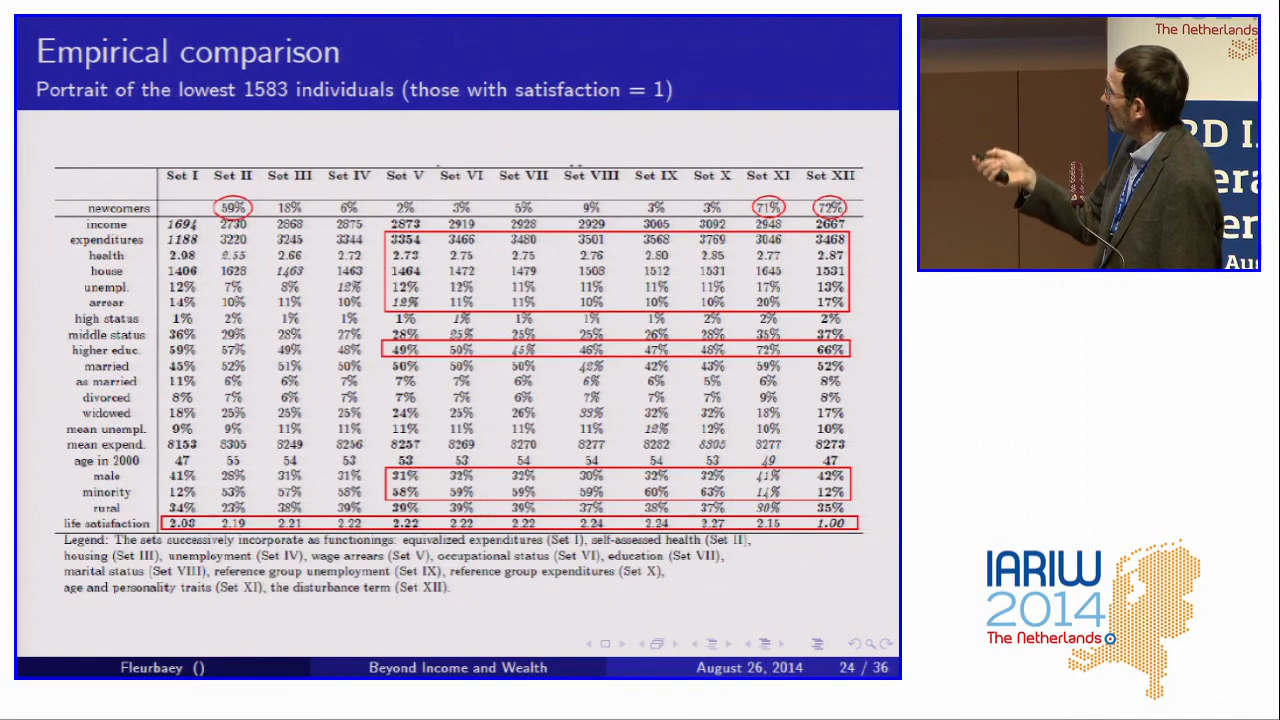 Empirical comparison
Portrait of the lowest 1583 individuals (those with satisfaction = 1)
Set I Set II Set III Set IV Set V Set VI Set VII Set VIII Set IX Set X Set XI Set XII
newcomers 59% 18% 6% 2% 3% 5% 9% 3% 3% 71% 72%
income 1694 2730 2868 2875 2873 2919 2928 2929 3005 3092 2948 2667
expenditures 1188 3220 3245 3344 3354 3466 3480 3501 3568 3769 3046 3468
health 2.98 2.55 2.66 2.72 2.73 2.75 2.75 2.76 2.80 2.85 2.77 2.87
house 1406 1628 1463 1463 1464 1472 1479 1508 1512 1531 1645 1531
unempl. 12% 7% 8% 12% 12% 12% 11% 11% 11% 11% 17% 13%
arrear 14% 10% 11% 10% 12% 11% 11% 10% 10% 10% 20% 17%
high status 1% 2% 1% 1% 1% 1% 1% 1% 1% 2% 2% 2%
middle status 36% 29% 28% 27% 28% 25% 25% 25% 26% 28% 35% 37%
higher educ. 59% 57% 49% 48% 49% 50% 45% 46% 47% 48% 72% 66%
married 45% 52% 51% 50% 50% 50% 50% 42% 43% 59% 52%
as married 11% 6% 6% 7% 7% 7% 6% 6% 6% 5% 6% 8%
divorced 8% 7% 6% 7% 7% 7% 6% 7% 7% 7% 9% 8%
widowed 18% 25% 25% 25% 24% 25% 26% 33% 32% 32% 18% 17%
mean unempl. 9% 9% 11% 11% 11% 11% 11% 11% 12% 12% 10% 10%
mean expend. 8153 8305 8249 8256 8257 8269 8270 8277 8282 8305 8277 8273
age in 2000 47 55 54 53 53 53 54 54 54 53 49 47
male 41% 28% 31% 31% 31% 32% 32% 30% 32% 32% 41% 42%
minority 12% 53% 57% 58% 58% 59% 59% 59% 60% 63% 14% 12%
rural 34% 23% 38% 39% 39% 39% 39% 37% 38% 37% 30% 35%
life satisfaction 2.03 2.19 2.21 2.22 2.22 2.22 2.22 2.24 2.24 2.27 2.15 1.00
Legend: The sets successively incorporate as functionings: equivalized expenditures (Set I), self-assessed health (Set II),
housing (Set III), unemployment (Set IV), wage arrears (Set V), occupational status (Set VI), education (Set VII),
marital status (Set VIII), reference group unemployment (Set IX), reference group expenditures (Set X),
age and personality traits (Set XI), the disturbance term (Set XII).
Fleurbaey () Beyond Income and Wealth August 26, 2014 24 / 36
The Netherlands
RD I
era
er
Au
IARIW
2014
The Netherlands